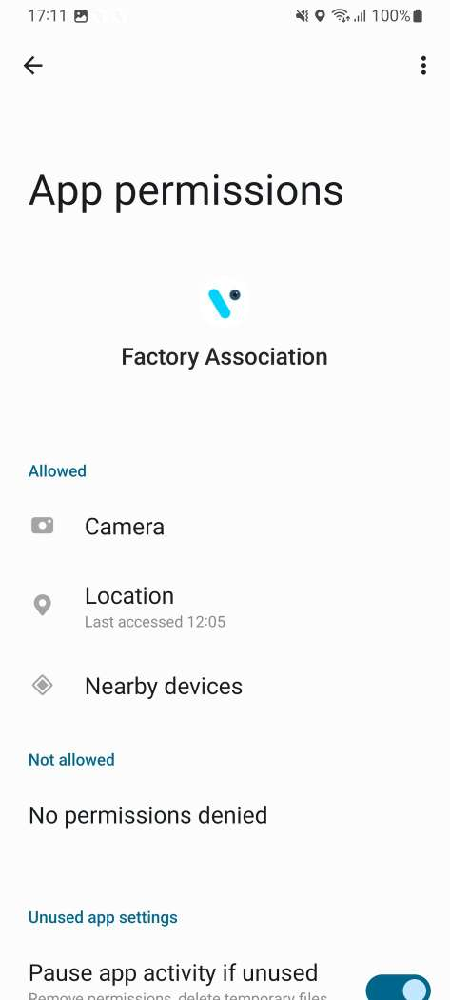 17:11 100%
App permissions
Factory Association
Allowed
Camera
Location
Last accessed 12:05
Nearby devices
Not allowed
No permissions denied
Unused app settings
Pause app activity if unused
Remove permissions, delete temporary files